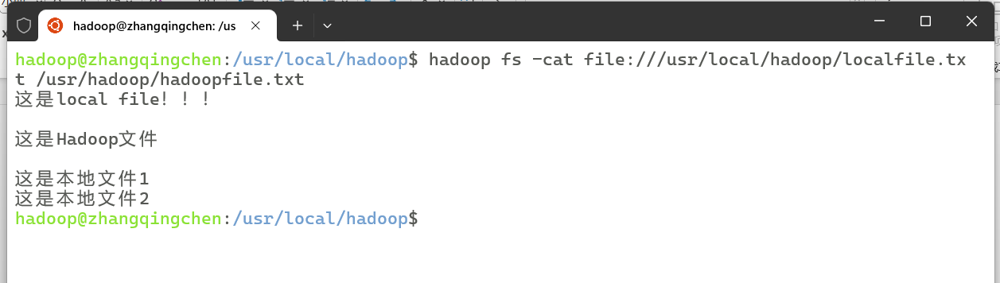 hadoop@zhangqingchen: /us
hadoop@zhangqingchen:/usr/local/hadoop$ hadoop fs -cat file:///usr/local/hadoop/localfile.tx
t /usr/hadoop/hadoopfile.txt
这是local file！！！
这是Hadoop文件
这是本地文件1
这是本地文件2
hadoop@zhangqingchen:/usr/local/hadoop$